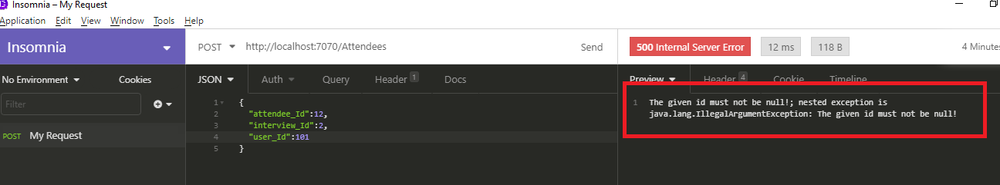 Insomnia – My Request
Application Edit View Window Tools Help
Insomnia
POST http://localhost:7070/Attendees Send
500 Internal Server Error 12 ms 118 B 4 Minutes
No Environment Cookies
JSON Auth Query Header 1 Docs
Preview Header 4 Cookie Timeline
Filter
POST My Request
1 {
2 "attendee_Id":12,
3 "interview_Id":2,
4 "user_Id":101
5 }
1 The given id must not be null!; nested exception is
java.lang.IllegalArgumentException: The given id must not be null!